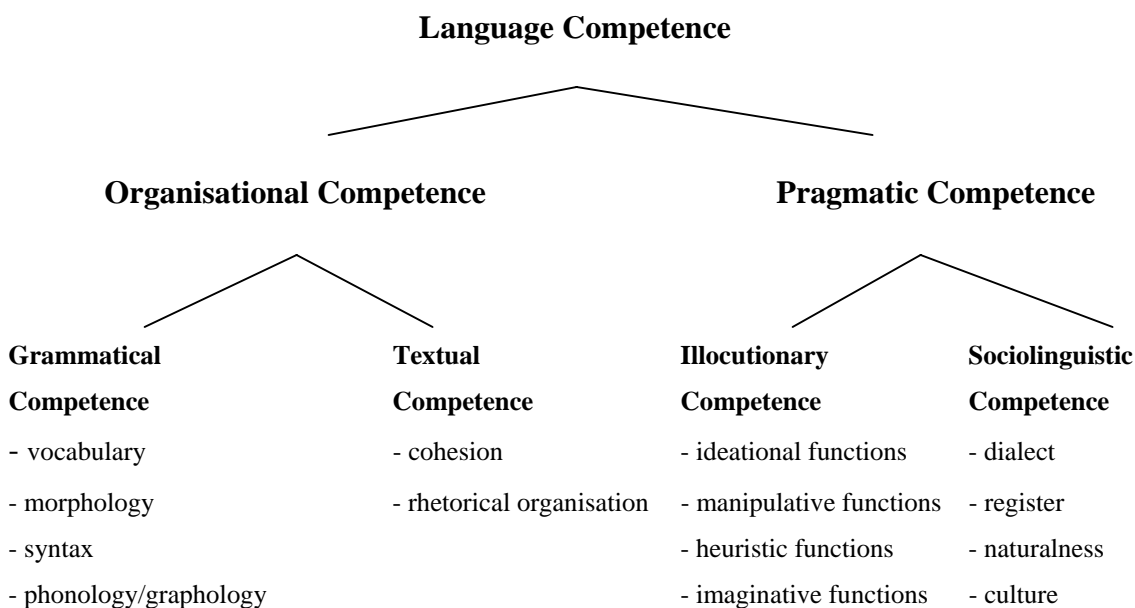 Language Competence
Organisational Competence
Pragmatic Competence
Grammatical
Competence
- vocabulary
- morphology
- syntax
- phonology/graphology
Textual
Competence
- cohesion
- rhetorical organisation
Illocutionary
Competence
- ideational functions
- manipulative functions
- heuristic functions
- imaginative functions
Sociolinguistic
Competence
- dialect
- register
- naturalness
- culture